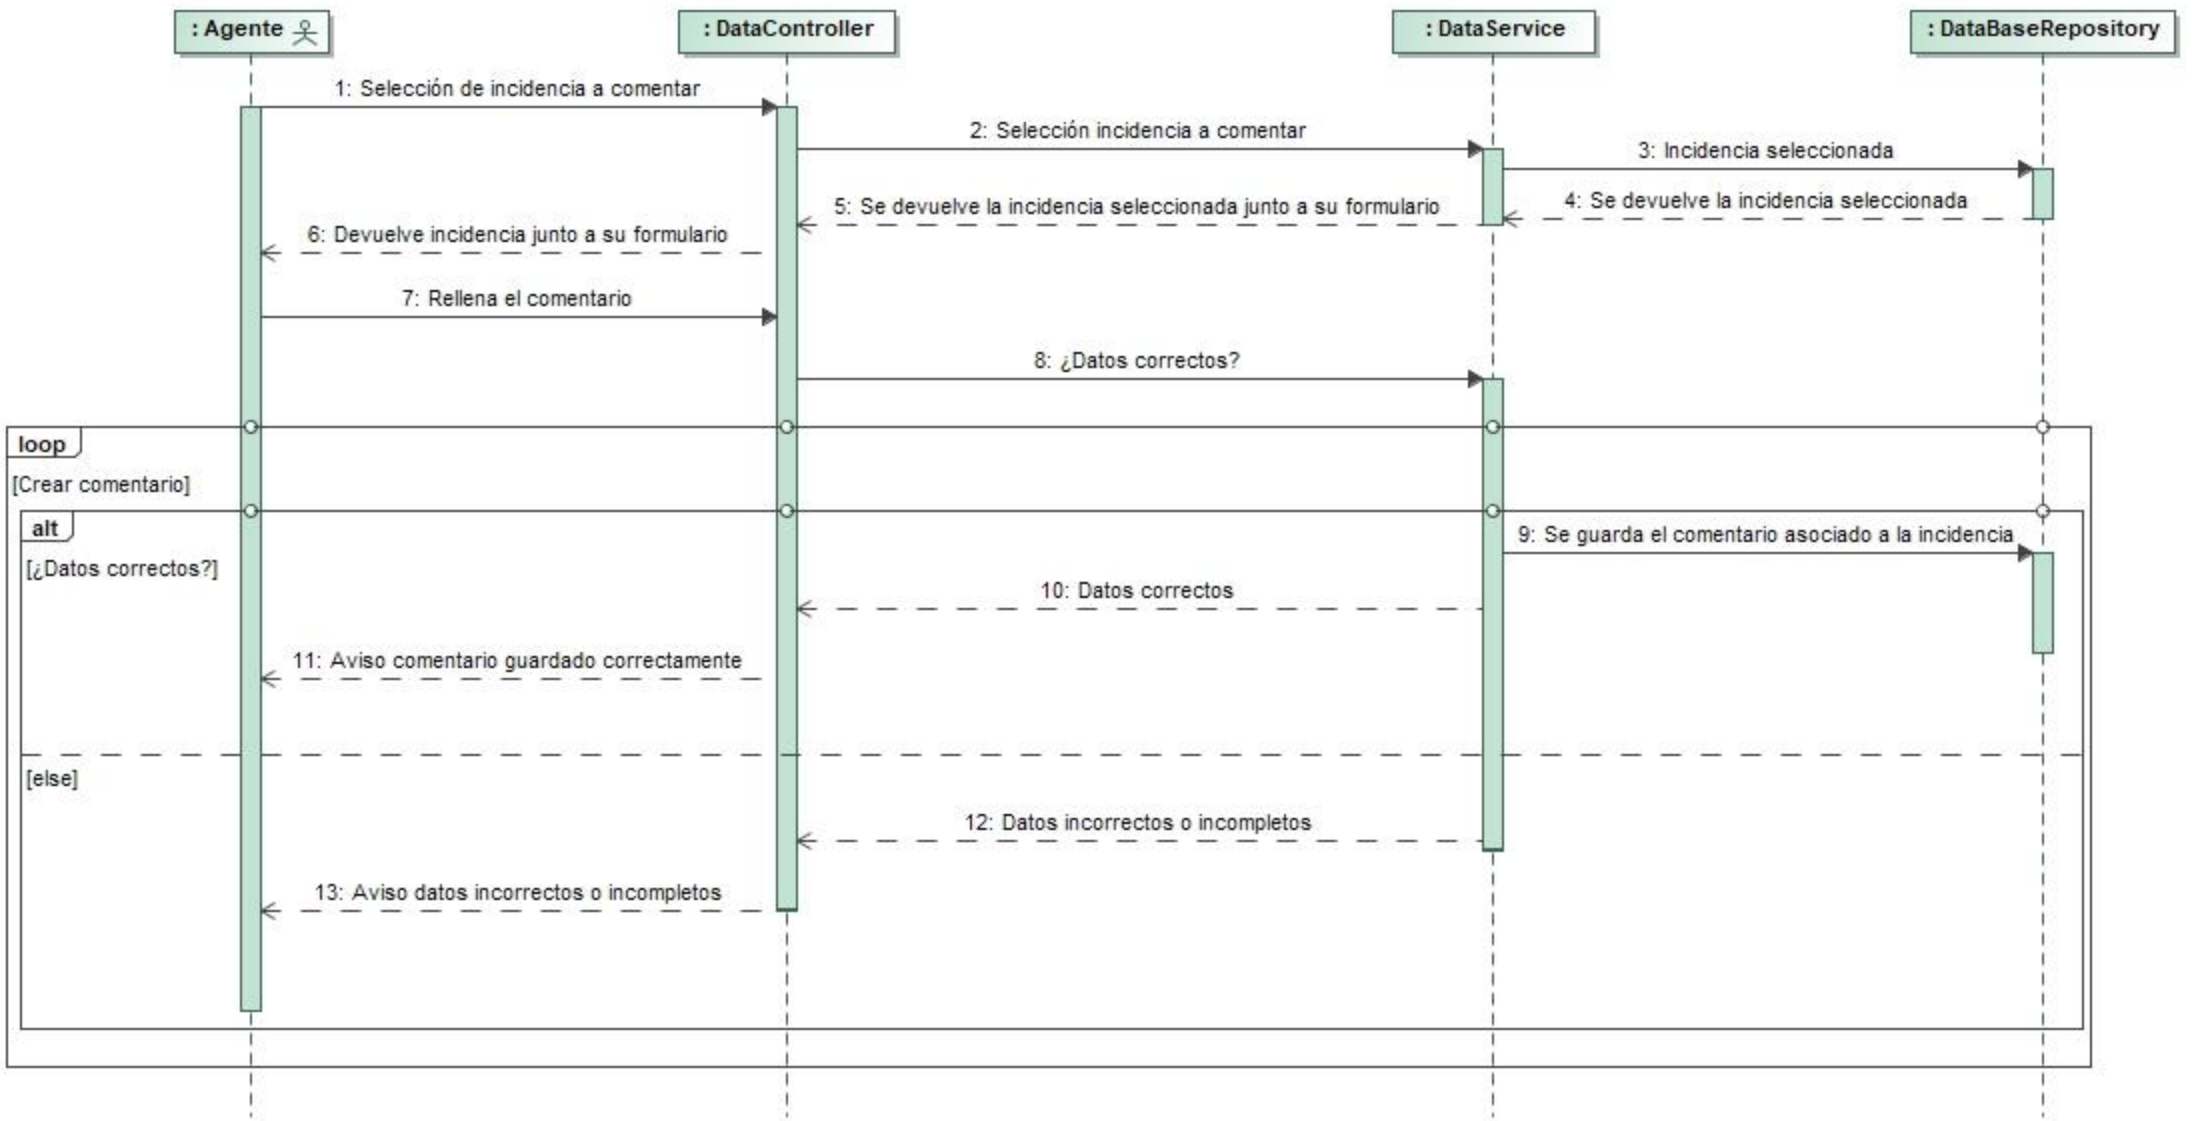 : Agente
: DataController
: DataService
: DataBaseRepository
1: Selección de incidencia a comentar
2: Selección incidencia a comentar
3: Incidencia seleccionada
4: Se devuelve la incidencia seleccionada
5: Se devuelve la incidencia seleccionada junto a su formulario
6: Devuelve incidencia junto a su formulario
7: Rellena el comentario
8: ¿Datos correctos?
loop
[Crear comentario]
alt
[¿Datos correctos?]
9: Se guarda el comentario asociado a la incidencia
10: Datos correctos
11: Aviso comentario guardado correctamente
[else]
12: Datos incorrectos o incompletos
13: Aviso datos incorrectos o incompletos